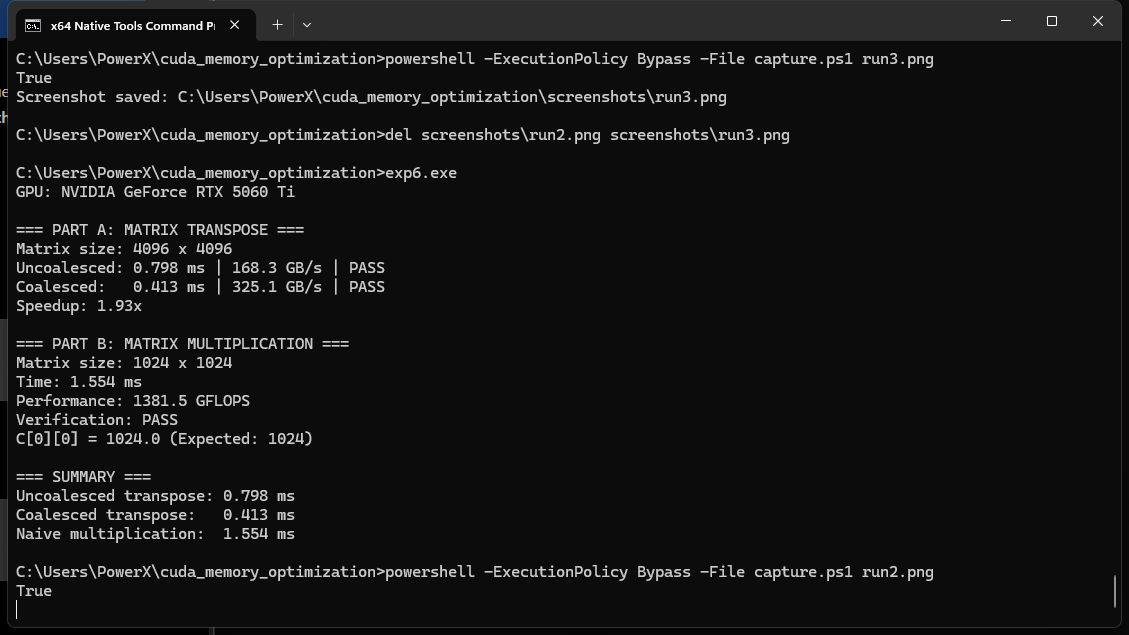 x64 Native Tools Command P
C:\Users\PowerX\cuda_memory_optimization>powershell -ExecutionPolicy Bypass -File capture.ps1 run3.png
True
Screenshot saved: C:\Users\PowerX\cuda_memory_optimization\screenshots\run3.png
C:\Users\PowerX\cuda_memory_optimization>del screenshots\run2.png screenshots\run3.png
C:\Users\PowerX\cuda_memory_optimization>exp6.exe
GPU: NVIDIA GeForce RTX 5060 Ti
=== PART A: MATRIX TRANSPOSE ===
Matrix size: 4096 x 4096
Uncoalesced: 0.798 ms | 168.3 GB/s | PASS
Coalesced:   0.413 ms | 325.1 GB/s | PASS
Speedup: 1.93x
=== PART B: MATRIX MULTIPLICATION ===
Matrix size: 1024 x 1024
Time: 1.554 ms
Performance: 1381.5 GFLOPS
Verification: PASS
C[0][0] = 1024.0 (Expected: 1024)
=== SUMMARY ===
Uncoalesced transpose: 0.798 ms
Coalesced transpose:   0.413 ms
Naive multiplication:  1.554 ms
C:\Users\PowerX\cuda_memory_optimization>powershell -ExecutionPolicy Bypass -File capture.ps1 run2.png
True